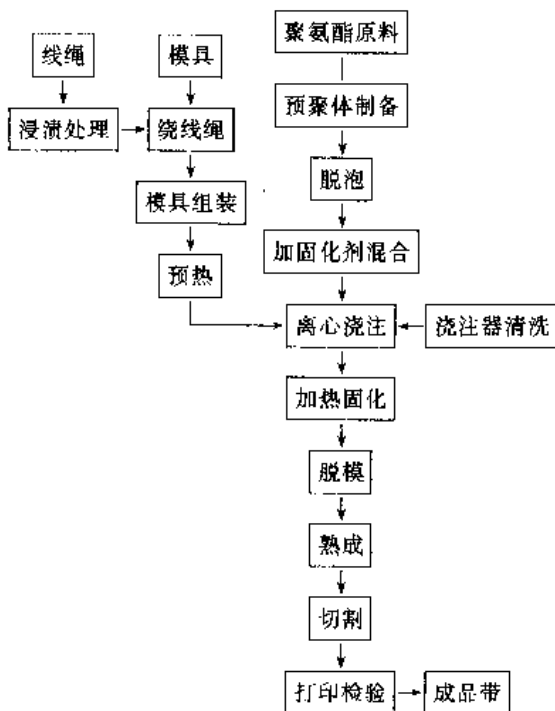 聚氨酯原料
线绳
模具
预聚体制备
浸渍处理
绕线绳
脱泡
模具组装
加固化剂混合
预热
离心浇注
浇注器清洗
加热固化
脱模
熟成
切割
打印检验
成品带